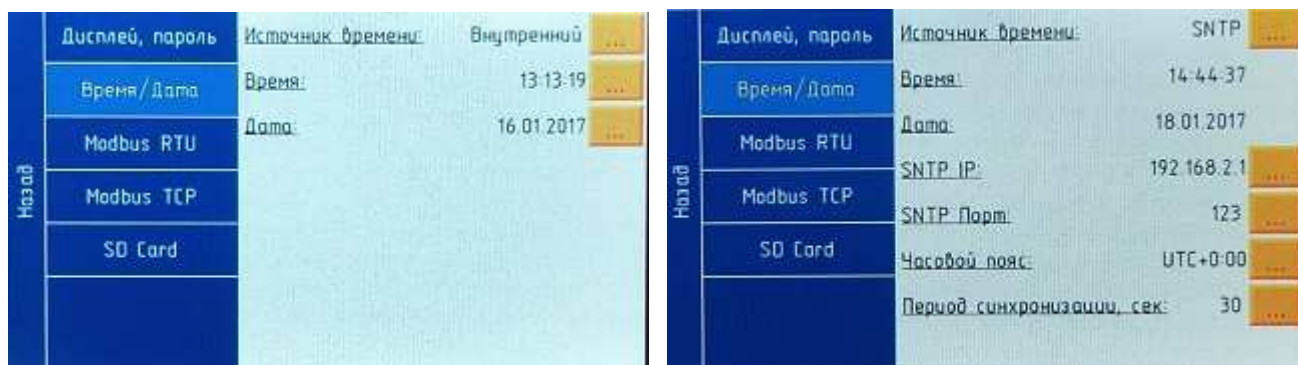 Назад
Дисплей, пароль
Время/Дата
Modbus RTU
Modbus TCP
SD Card
Источник времени: Внутренний ...
Время: 13:13:19 ...
Дата: 16.01.2017 ...
Назад
Дисплей, пароль
Время/Дата
Modbus RTU
Modbus TCP
SD Card
Источник времени: SNTP ...
Время: 14:44:37
Дата: 18.01.2017
SNTP IP: 192.168.2.1 ...
SNTP Порт: 123 ...
Часовой пояс: UTC+0:00 ...
Период синхронизации, сек: 30 ...